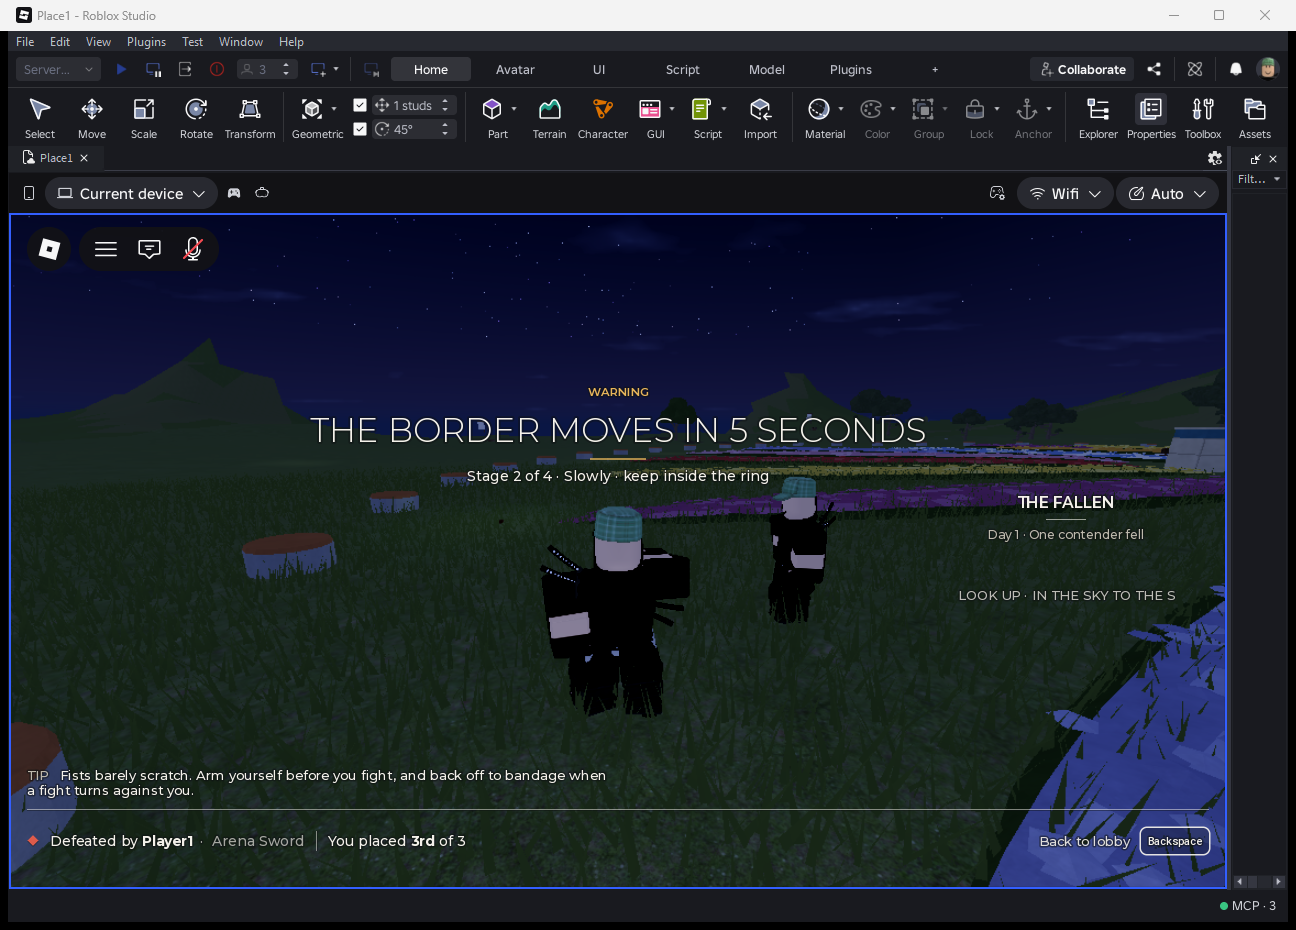 Place1 - Roblox Studio
File Edit View Plugins Test Window Help
Server... 3 Home Avatar UI Script Model Plugins + Collaborate
1 studs
45°
Select Move Scale Rotate Transform Geometric Part Terrain Character GUI Script Import Material Color Group Lock Anchor Explorer Properties Toolbox Assets
Place1
Filt...
Current device Wifi Auto
WARNING
THE BORDER MOVES IN 5 SECONDS
Stage 2 of 4 · Slowly · keep inside the ring
THE FALLEN
Day 1 · One contender fell
LOOK UP · IN THE SKY TO THE S
TIP Fists barely scratch. Arm yourself before you fight, and back off to bandage when
a fight turns against you.
Defeated by Player1 · Arena Sword You placed 3rd of 3
Back to lobby Backspace
MCP · 3